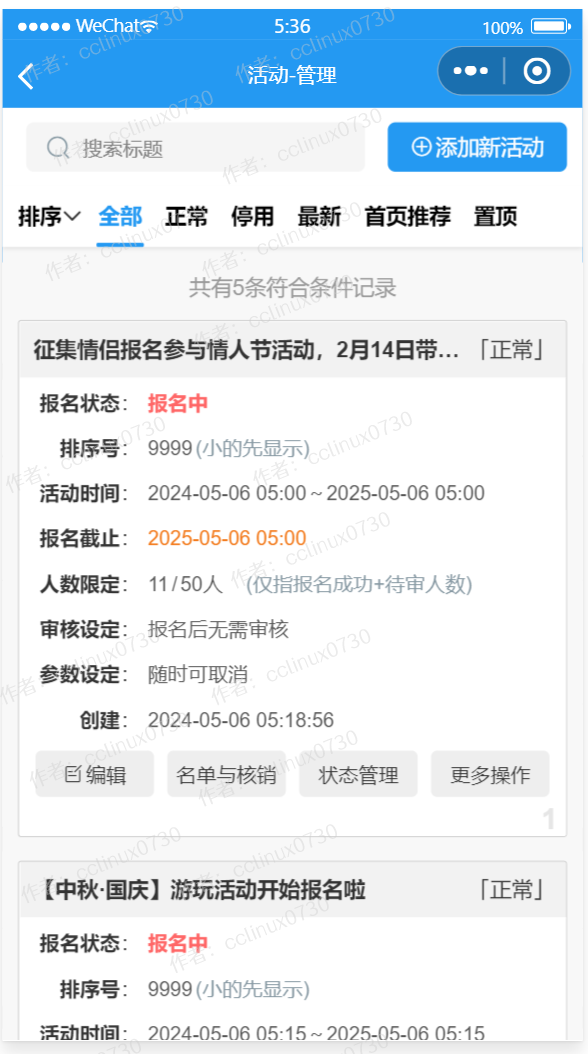 ●●●●● WeChat 5:36 100%
活动-管理
搜索标题 添加新活动
排序 全部 正常 停用 最新 首页推荐 置顶
共有5条符合条件记录
征集情侣报名参与情人节活动，2月14日带... 「正常」
报名状态： 报名中
排序号： 9999(小的先显示)
活动时间： 2024-05-06 05:00～2025-05-06 05:00
报名截止： 2025-05-06 05:00
人数限定： 11/50人 (仅指报名成功+待审人数)
审核设定： 报名后无需审核
参数设定： 随时可取消
创建： 2024-05-06 05:18:56
编辑 名单与核销 状态管理 更多操作
1
【中秋·国庆】游玩活动开始报名啦 「正常」
报名状态： 报名中
排序号： 9999(小的先显示)
活动时间： 2024-05-06 05:15～2025-05-06 05:15
作者：cclinux0730